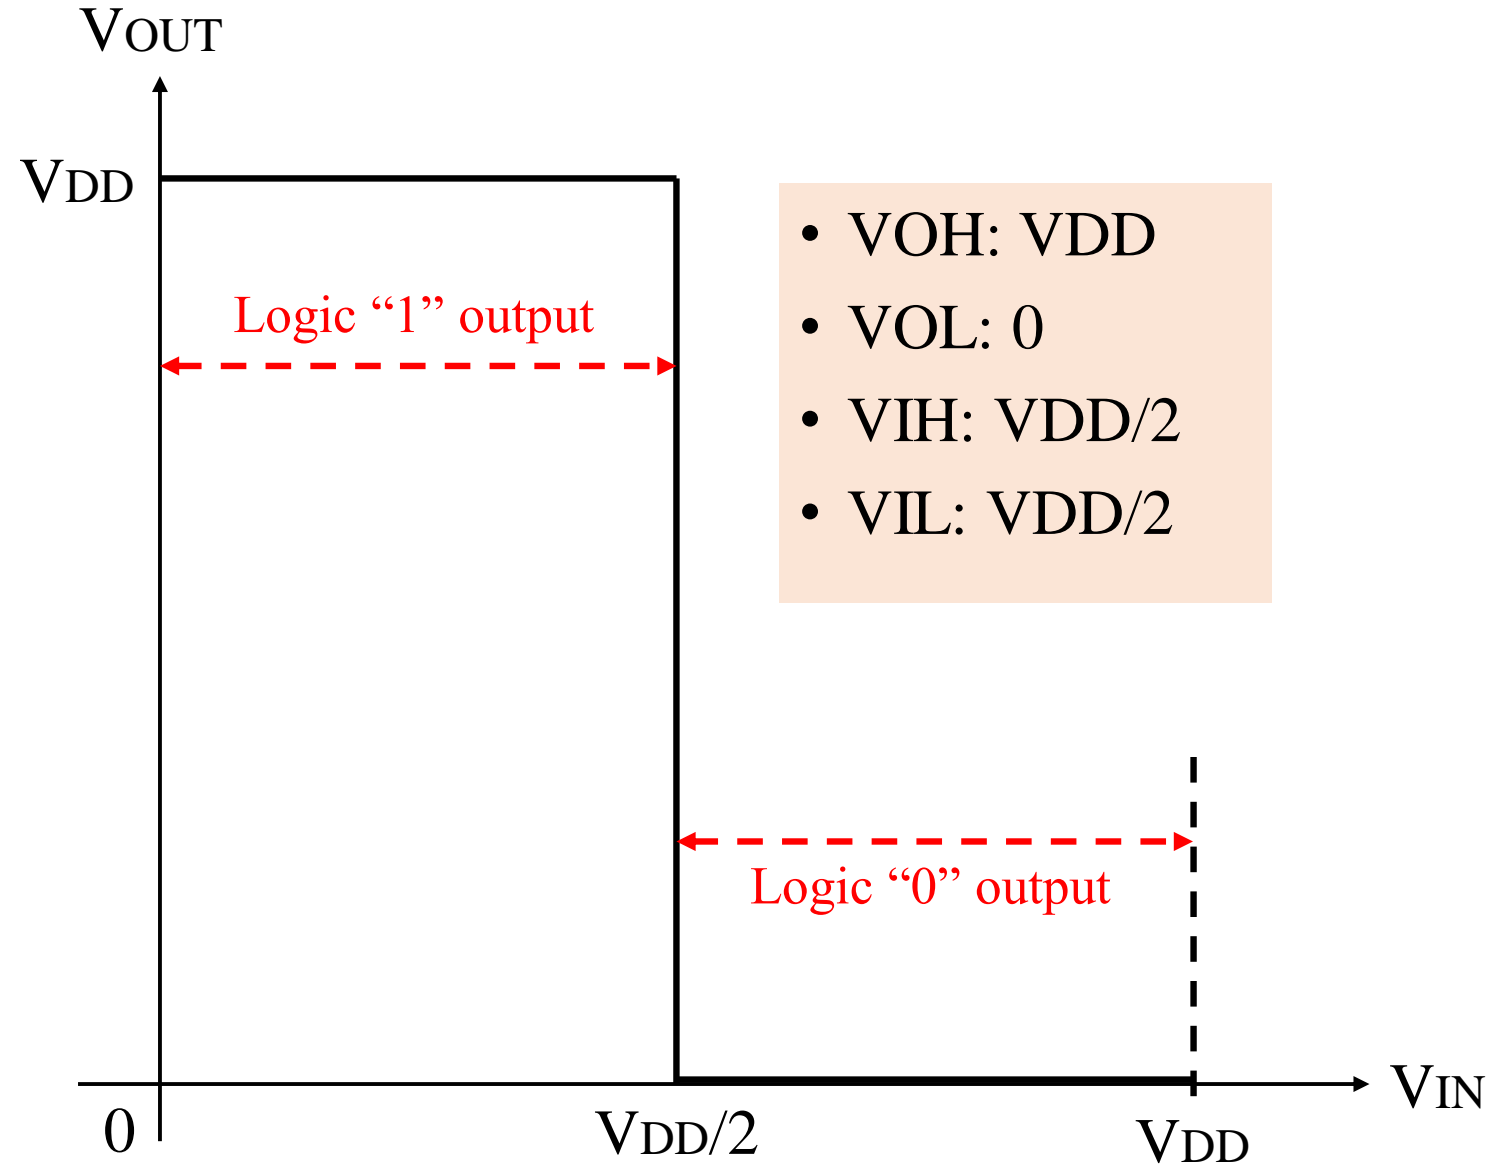 VOUT
VDD
• VOH: VDD
• VOL: 0
• VIH: VDD/2
• VIL: VDD/2
Logic “1” output
Logic “0” output
VIN
0
VDD/2
VDD